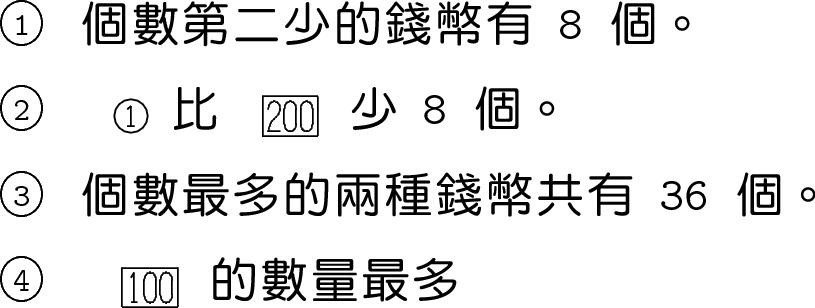 ① 個數第二少的錢幣有 8 個。
② ① 比 200 少 8 個。
③ 個數最多的兩種錢幣共有 36 個。
④ 100 的數量最多